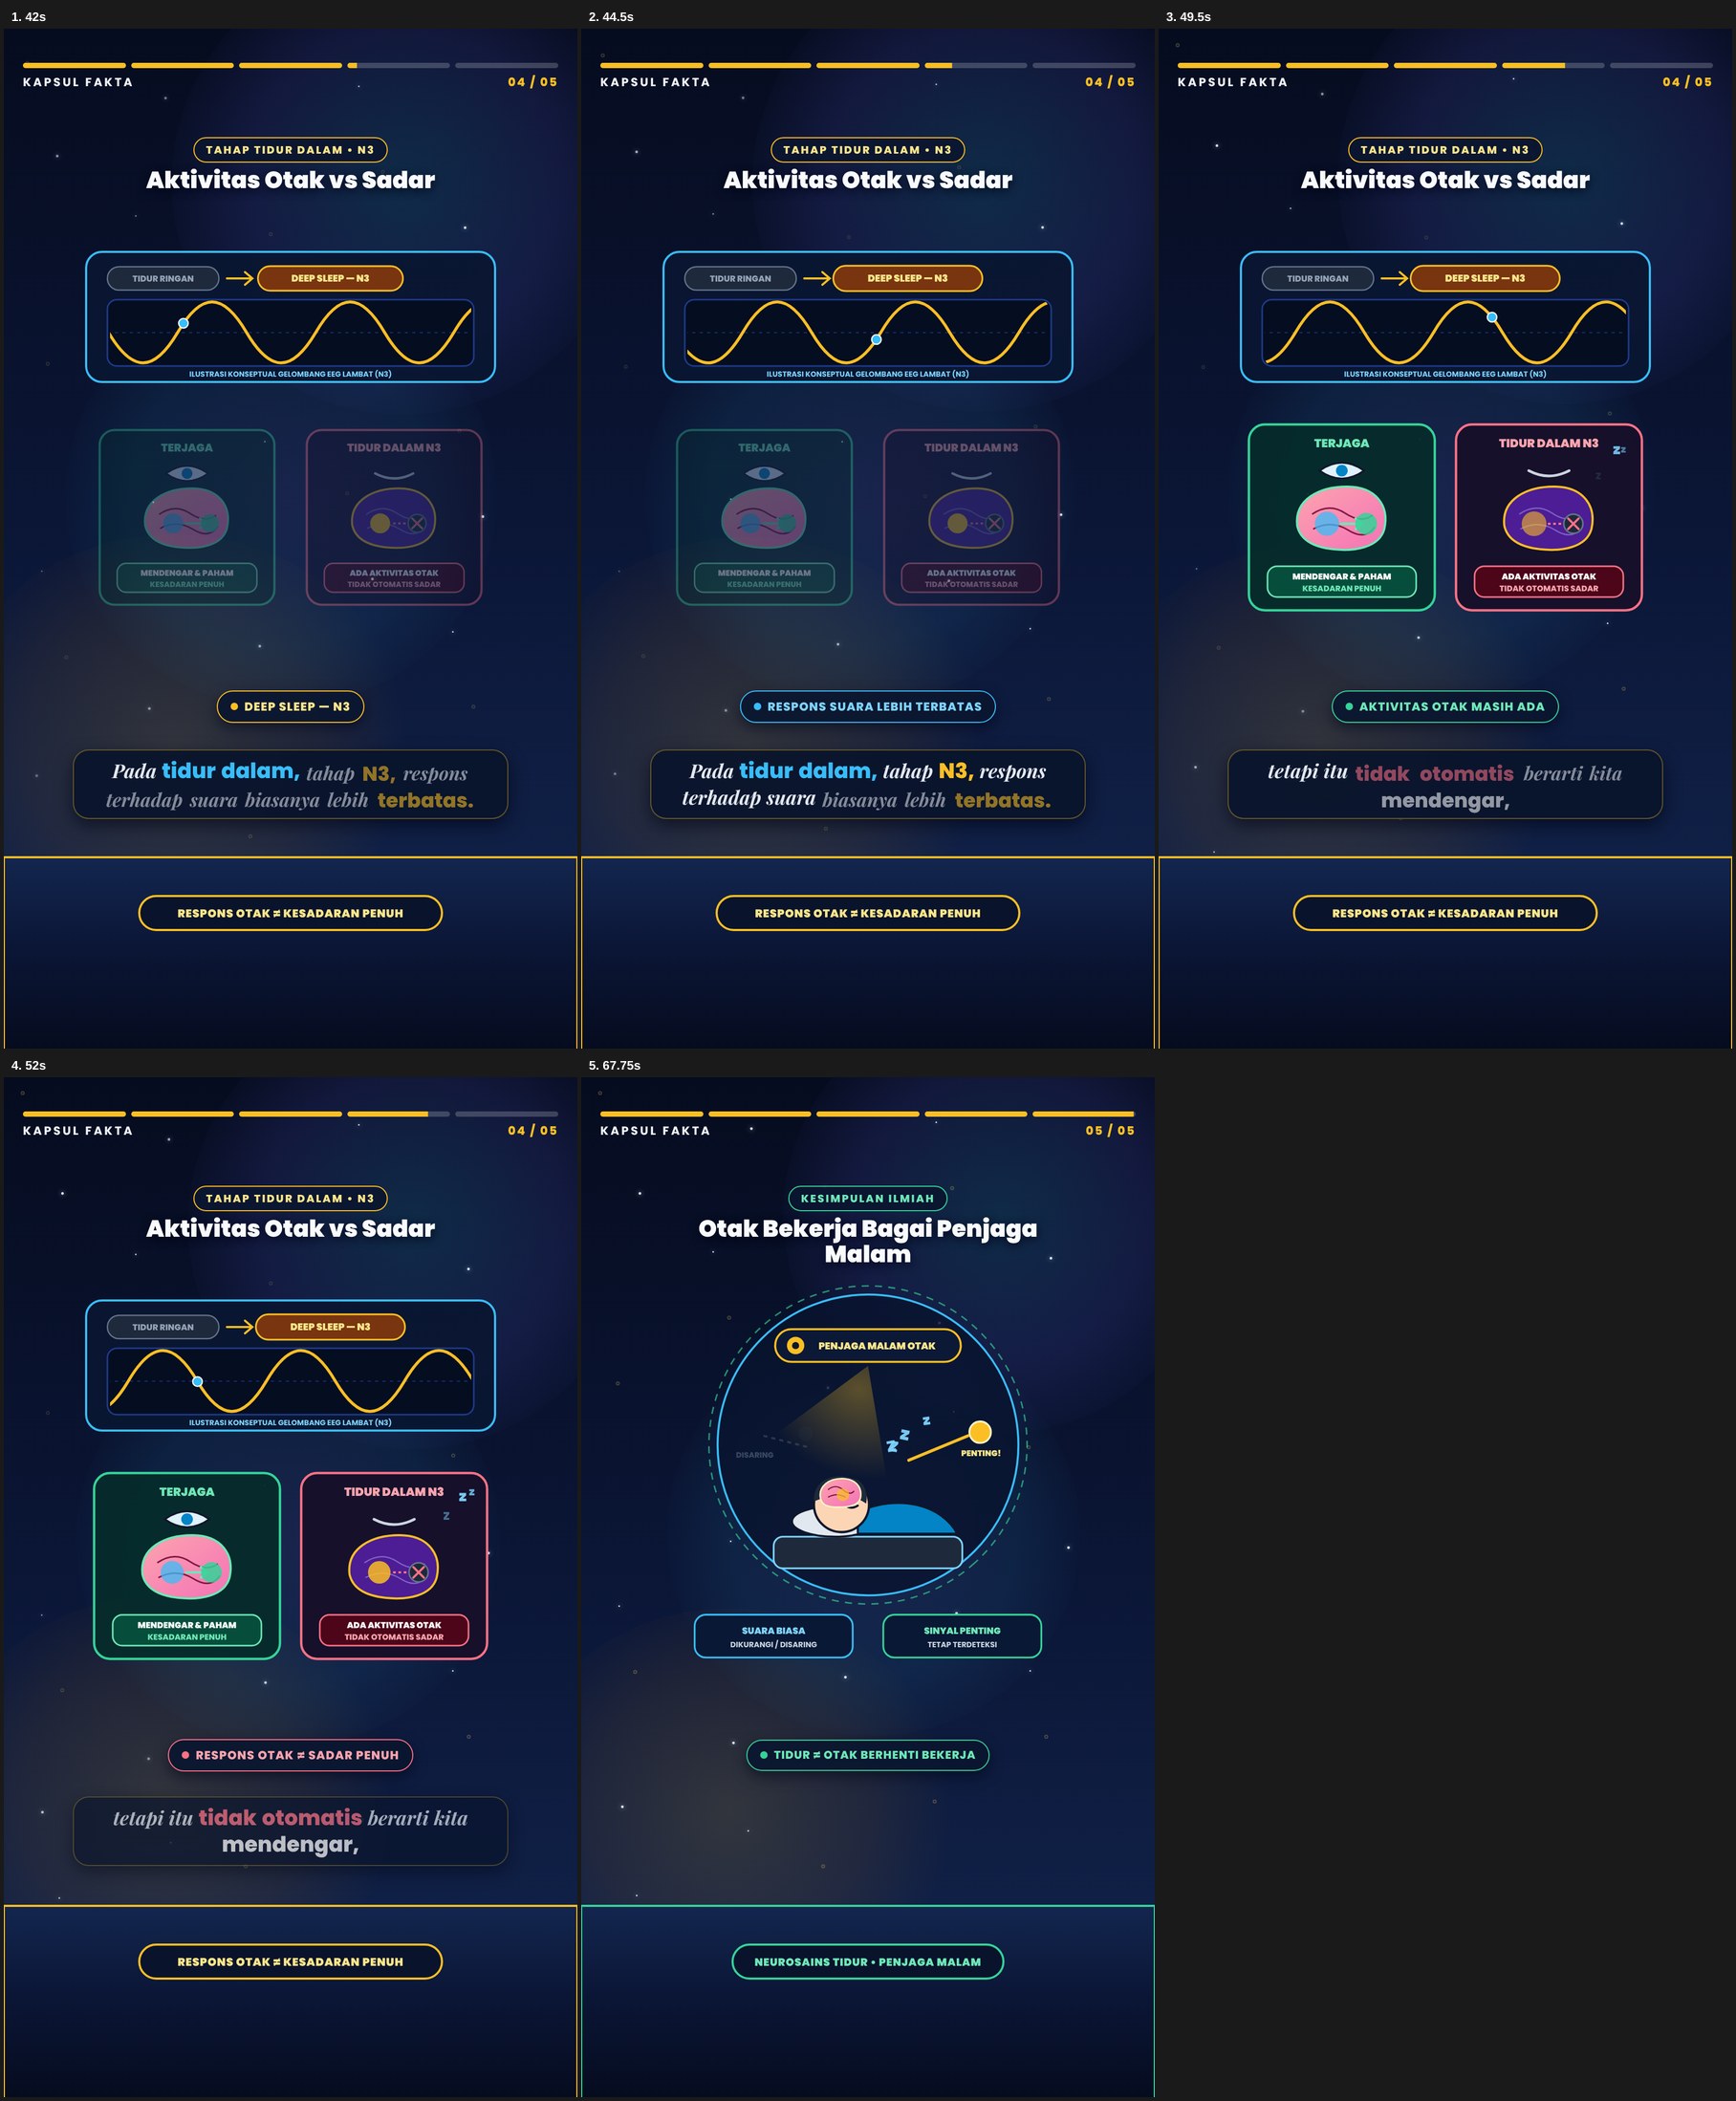 1. 42s
KAPSUL FAKTA
04 / 05
TAHAP TIDUR DALAM • N3
Aktivitas Otak vs Sadar
TIDUR RINGAN
DEEP SLEEP — N3
ILUSTRASI KONSEPTUAL GELOMBANG EEG LAMBAT (N3)
TERJAGA
TIDUR DALAM N3
MENDENGAR & PAHAM
KESADARAN PENUH
ADA AKTIVITAS OTAK
TIDAK OTOMATIS SADAR
DEEP SLEEP — N3
Pada tidur dalam, tahap N3, respons
terhadap suara biasanya lebih terbatas.
RESPONS OTAK ≠ KESADARAN PENUH
2. 44.5s
KAPSUL FAKTA
04 / 05
TAHAP TIDUR DALAM • N3
Aktivitas Otak vs Sadar
TIDUR RINGAN
DEEP SLEEP — N3
ILUSTRASI KONSEPTUAL GELOMBANG EEG LAMBAT (N3)
TERJAGA
TIDUR DALAM N3
MENDENGAR & PAHAM
KESADARAN PENUH
ADA AKTIVITAS OTAK
TIDAK OTOMATIS SADAR
RESPONS SUARA LEBIH TERBATAS
Pada tidur dalam, tahap N3, respons
terhadap suara biasanya lebih terbatas.
RESPONS OTAK ≠ KESADARAN PENUH
3. 49.5s
KAPSUL FAKTA
04 / 05
TAHAP TIDUR DALAM • N3
Aktivitas Otak vs Sadar
TIDUR RINGAN
DEEP SLEEP — N3
ILUSTRASI KONSEPTUAL GELOMBANG EEG LAMBAT (N3)
TERJAGA
TIDUR DALAM N3
z z
z
MENDENGAR & PAHAM
KESADARAN PENUH
ADA AKTIVITAS OTAK
TIDAK OTOMATIS SADAR
AKTIVITAS OTAK MASIH ADA
tetapi itu tidak otomatis berarti kita
mendengar,
RESPONS OTAK ≠ KESADARAN PENUH
4. 52s
KAPSUL FAKTA
04 / 05
TAHAP TIDUR DALAM • N3
Aktivitas Otak vs Sadar
TIDUR RINGAN
DEEP SLEEP — N3
ILUSTRASI KONSEPTUAL GELOMBANG EEG LAMBAT (N3)
TERJAGA
TIDUR DALAM N3
z z
z
MENDENGAR & PAHAM
KESADARAN PENUH
ADA AKTIVITAS OTAK
TIDAK OTOMATIS SADAR
RESPONS OTAK ≠ SADAR PENUH
tetapi itu tidak otomatis berarti kita
mendengar,
RESPONS OTAK ≠ KESADARAN PENUH
5. 67.75s
KAPSUL FAKTA
05 / 05
KESIMPULAN ILMIAH
Otak Bekerja Bagai Penjaga
Malam
PENJAGA MALAM OTAK
z z z
DISARING
PENTING!
SUARA BIASA
DIKURANGI / DISARING
SINYAL PENTING
TETAP TERDETEKSI
TIDUR ≠ OTAK BERHENTI BEKERJA
NEUROSAINS TIDUR • PENJAGA MALAM